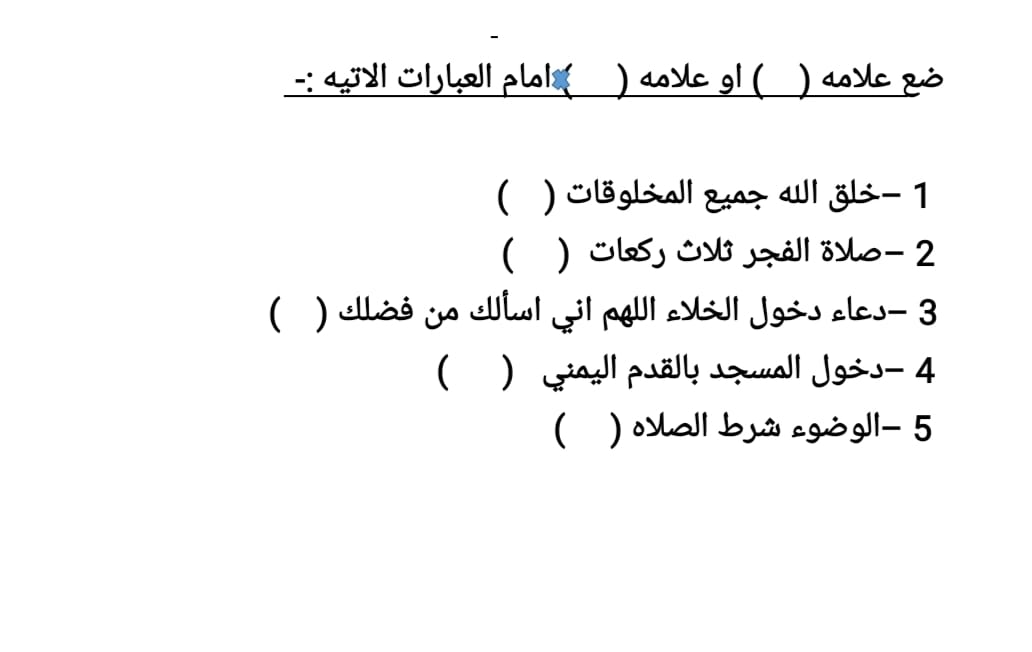 -
ضع علامه (   ) او علامه (   ) امام العبارات الاتيه :-
1 –خلق الله جميع المخلوقات (   )
2 –صلاة الفجر ثلاث ركعات (   )
3 –دعاء دخول الخلاء اللهم اني اسألك من فضلك (   )
4 –دخول المسجد بالقدم اليمني (   )
5 –الوضوء شرط الصلاه (   )